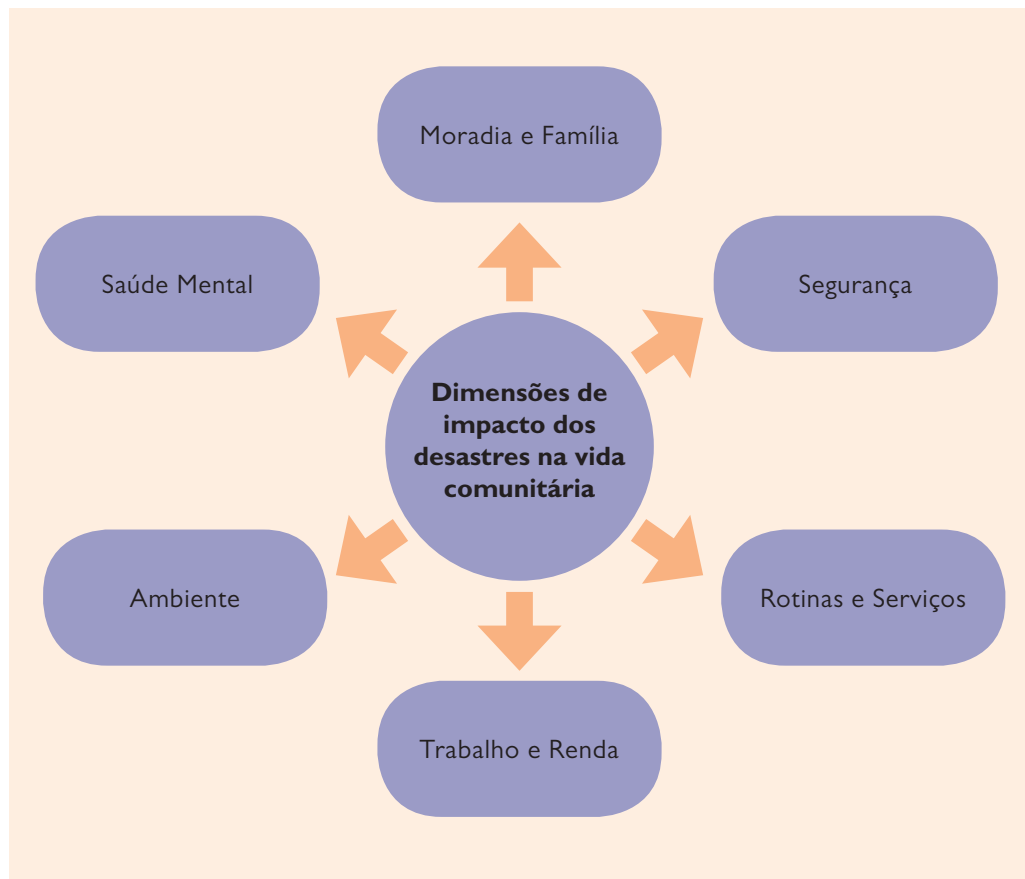 Moradia e Família
Saúde Mental
Segurança
Dimensões de
impacto dos
desastres na vida
comunitária
Ambiente
Rotinas e Serviços
Trabalho e Renda